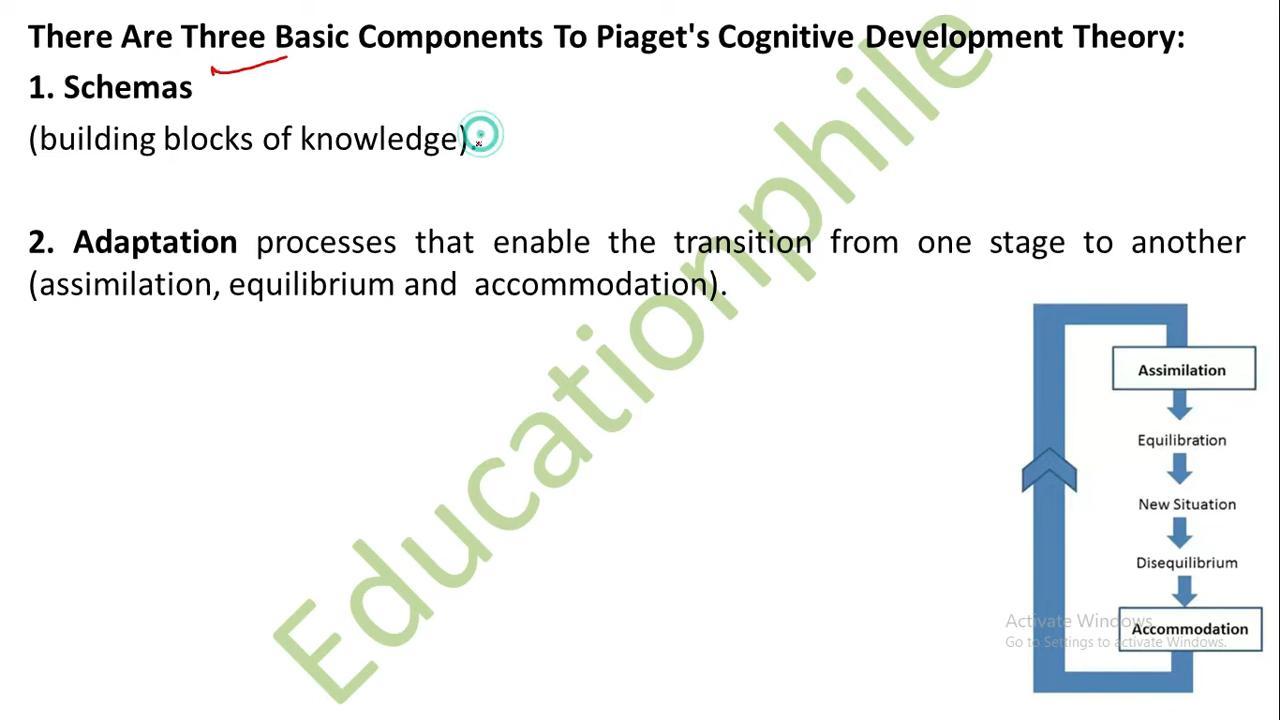 There Are Three Basic Components To Piaget's Cognitive Development Theory:
1. Schemas
(building blocks of knowledge).
2. Adaptation processes that enable the transition from one stage to another
(assimilation, equilibrium and accommodation).
Educationphile
Assimilation
Equilibration
New Situation
Disequilibrium
Accommodation
Activate Windows
Go to Settings to activate Windows.